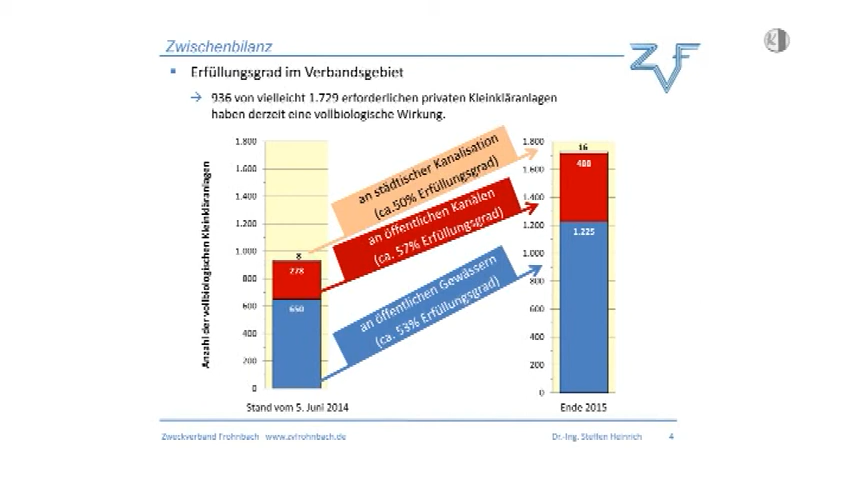 Zwischenbilanz
ZVF
Erfüllungsgrad im Verbandsgebiet
→ 936 von vielleicht 1.729 erforderlichen privaten Kleinkläranlagen
haben derzeit eine vollbiologische Wirkung.
Anzahl der vollbiologischen Kleinkläranlagen
1.800
1.600
1.400
1.200
1.000
800
600
400
200
0
8
278
650
Stand vom 5. Juni 2014
an städtischer Kanalisation
(ca.50% Erfüllungsgrad)
an öffentlichen Kanälen
(ca. 57% Erfüllungsgrad)
an öffentlichen Gewässern
(ca. 53% Erfüllungsgrad)
1.800
1.600
1.400
1.200
1.000
800
600
400
200
0
16
488
1.225
Ende 2015
Zweckverband Frohnbach www.zvfrohnbach.de
Dr.-Ing. Steffen Heinrich 4